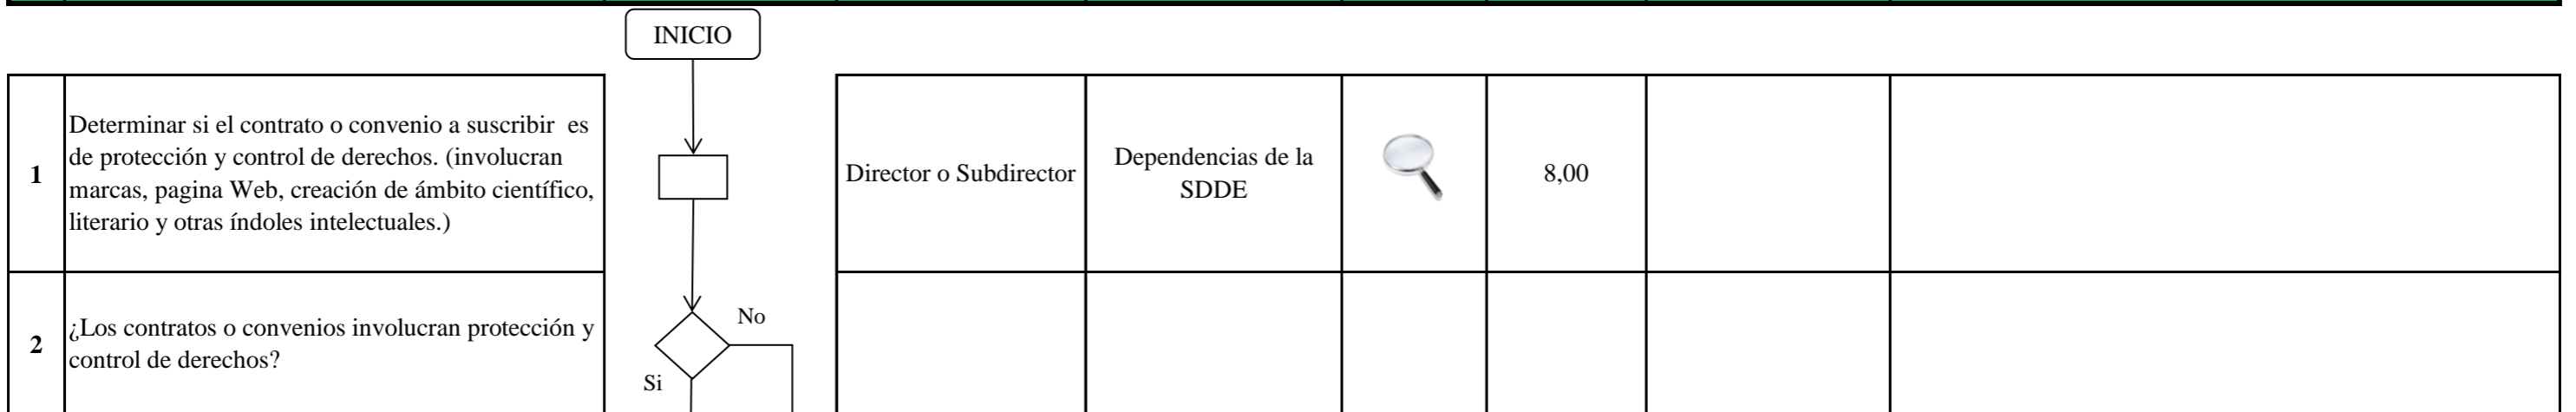 INICIO
1
Determinar si el contrato o convenio a suscribir es
de protección y control de derechos. (involucran
marcas, pagina Web, creación de ámbito científico,
literario y otras índoles intelectuales.)
Director o Subdirector
Dependencias de la
SDDE
8,00
2
¿Los contratos o convenios involucran protección y
control de derechos?
No
Si